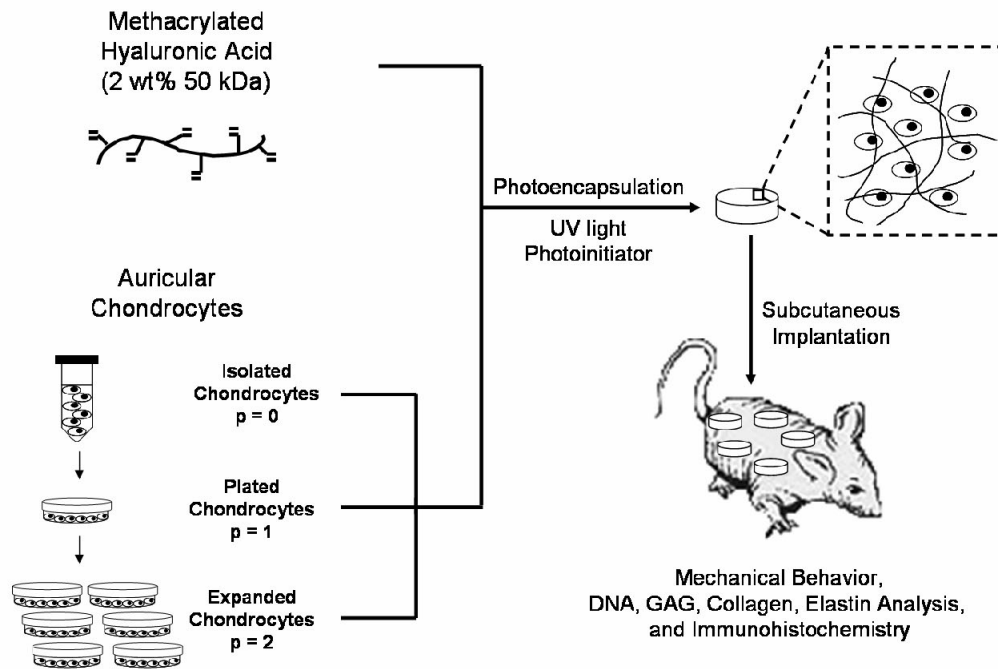 Methacrylated
Hyaluronic Acid
(2 wt% 50 kDa)
Photoencapsulation
UV light
Photoinitiator
Auricular
Chondrocytes
Isolated
Chondrocytes
p = 0
Plated
Chondrocytes
p = 1
Expanded
Chondrocytes
p = 2
Subcutaneous
Implantation
Mechanical Behavior,
DNA, GAG, Collagen, Elastin Analysis,
and Immunohistochemistry